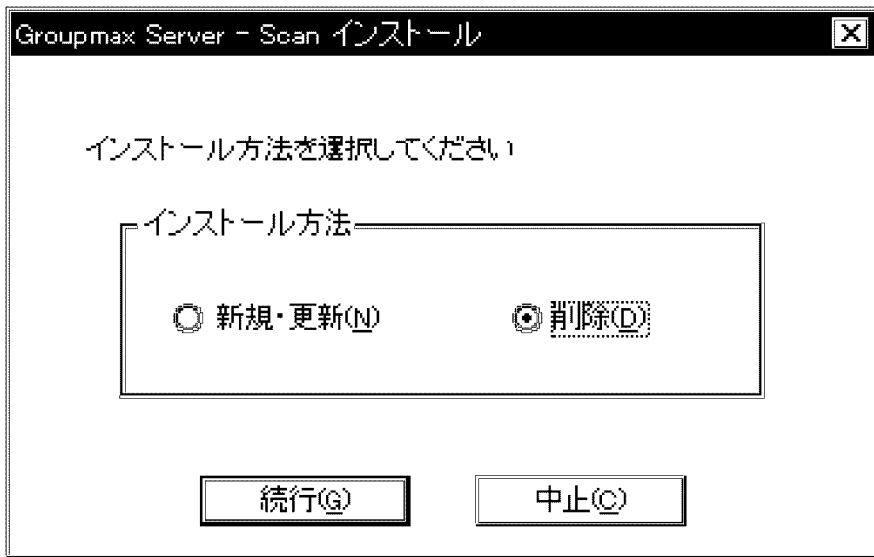 Groupmax Server - Scan インストール
インストール方法を選択してください
インストール方法
新規・更新(N) 削除(D)
続行(G) 中止(C)